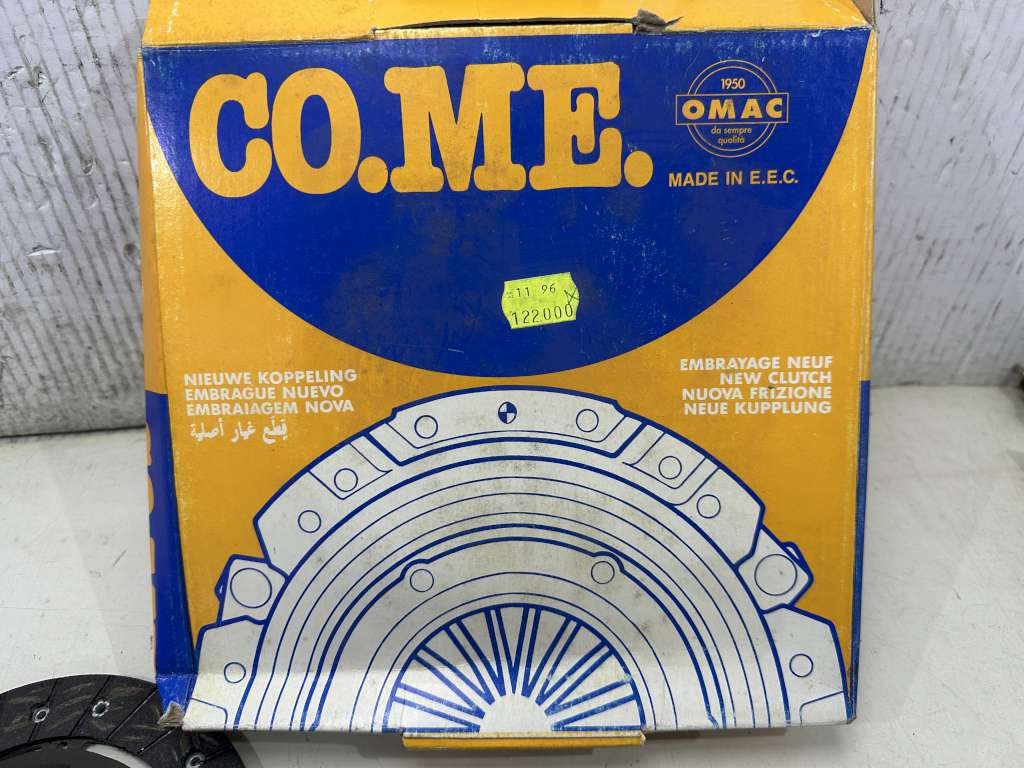 CO.ME.
1950
OMAC
da sempre
qualità
MADE IN E.E.C.
11 96
122000
NIEUWE KOPPELING
EMBRAGUE NUEVO
EMBRAIAGEM NOVA
قِطَع غيار أصلية
EMBRAYAGE NEUF
NEW CLUTCH
NUOVA FRIZIONE
NEUE KUPPLUNG